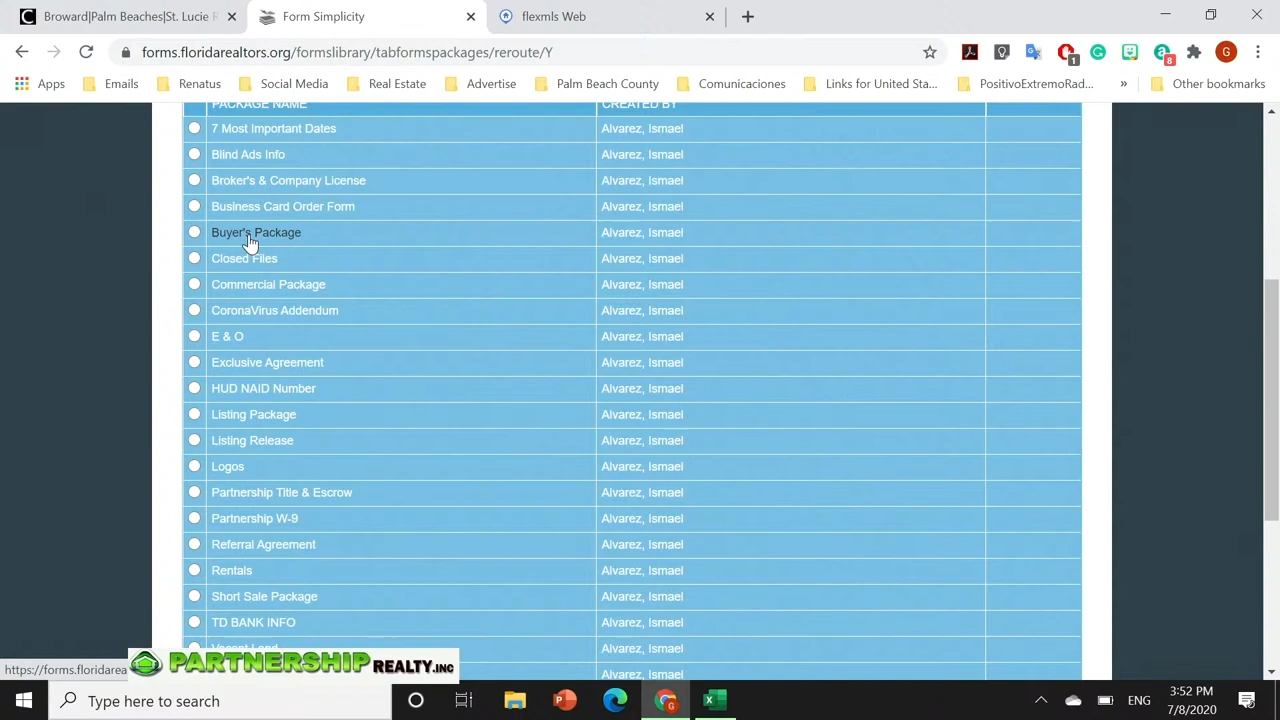 Broward|Palm Beaches|St. Lucie R
Form Simplicity
flexmls Web
forms.floridarealtors.org/formslibrary/tabformspackages/reroute/Y
1
8
G
Apps
Emails
Renatus
Social Media
Real Estate
Advertise
Palm Beach County
Comunicaciones
Links for United Sta...
PositivoExtremoRad...
»
Other bookmarks
PACKAGE NAME CREATED BY
7 Most Important Dates Alvarez, Ismael
Blind Ads Info Alvarez, Ismael
Broker's & Company License Alvarez, Ismael
Business Card Order Form Alvarez, Ismael
Buyer's Package Alvarez, Ismael
Closed Files Alvarez, Ismael
Commercial Package Alvarez, Ismael
CoronaVirus Addendum Alvarez, Ismael
E & O Alvarez, Ismael
Exclusive Agreement Alvarez, Ismael
HUD NAID Number Alvarez, Ismael
Listing Package Alvarez, Ismael
Listing Release Alvarez, Ismael
Logos Alvarez, Ismael
Partnership Title & Escrow Alvarez, Ismael
Partnership W-9 Alvarez, Ismael
Referral Agreement Alvarez, Ismael
Rentals Alvarez, Ismael
Short Sale Package Alvarez, Ismael
TD BANK INFO Alvarez, Ismael
Vacant Land Alvarez, Ismael
Alvarez, Ismael
https://forms.floridarea
PARTNERSHIP REALTY.INC
Type here to search
ENG
3:52 PM
7/8/2020